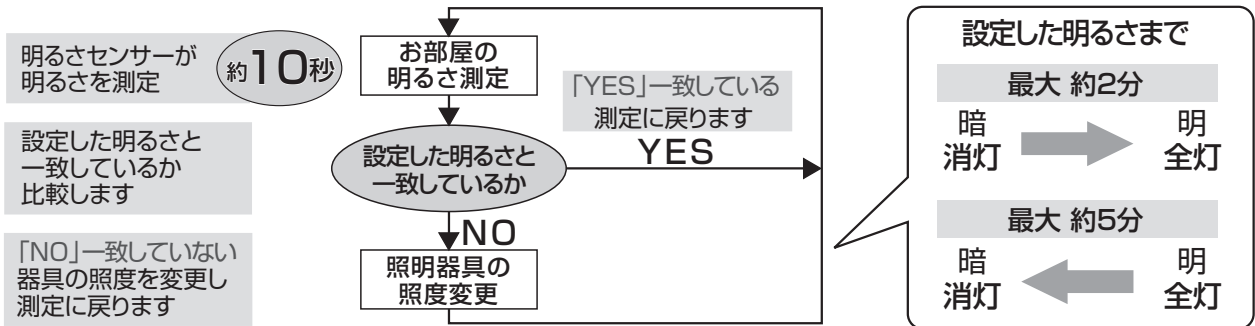 明るさセンサーが
明るさを測定
約10秒
設定した明るさと
一致しているか
比較します
「NO」一致していない
器具の照度を変更し
測定に戻ります
お部屋の
明るさ測定
設定した明るさと
一致しているか
「YES」一致している
測定に戻ります
YES
NO
照明器具の
照度変更
設定した明るさまで
最大 約2分
暗 明
消灯 全灯
最大 約5分
暗 明
消灯 全灯